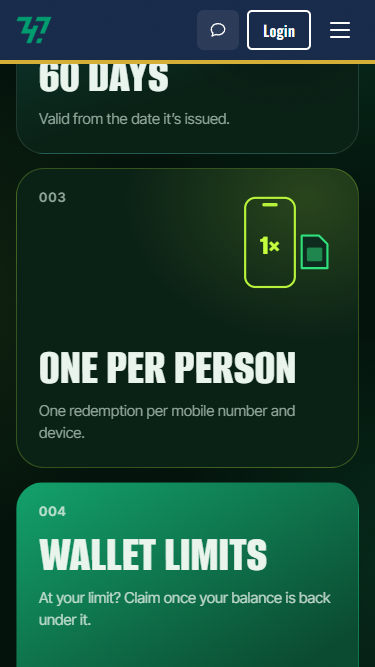 Login
60 DAYS
Valid from the date it's issued.
003
1×
ONE PER PERSON
One redemption per mobile number and
device.
004
WALLET LIMITS
At your limit? Claim once your balance is back
under it.